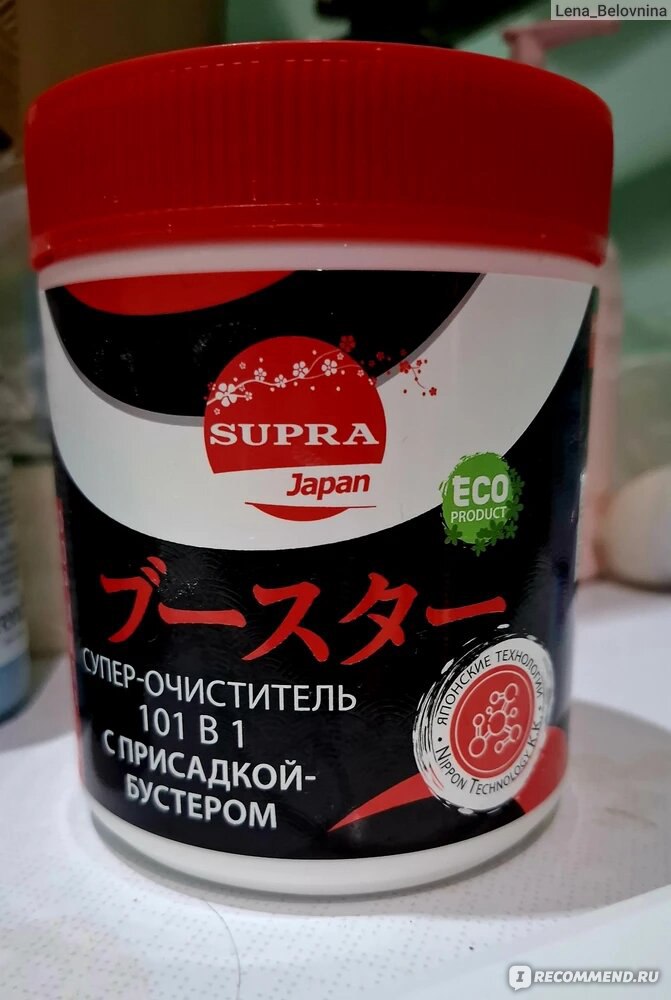 Lena_Belovnina
SUPRA
Japan
ECO
PRODUCT
ブースター
СУПЕР-ОЧИСТИТЕЛЬ
101 В 1
С ПРИСАДКОЙ-
БУСТЕРОМ
ЯПОНСКИЕ ТЕХНОЛОГИИ
NIPPON TECHNOLOGY K.K.
IRECOMMEND.RU